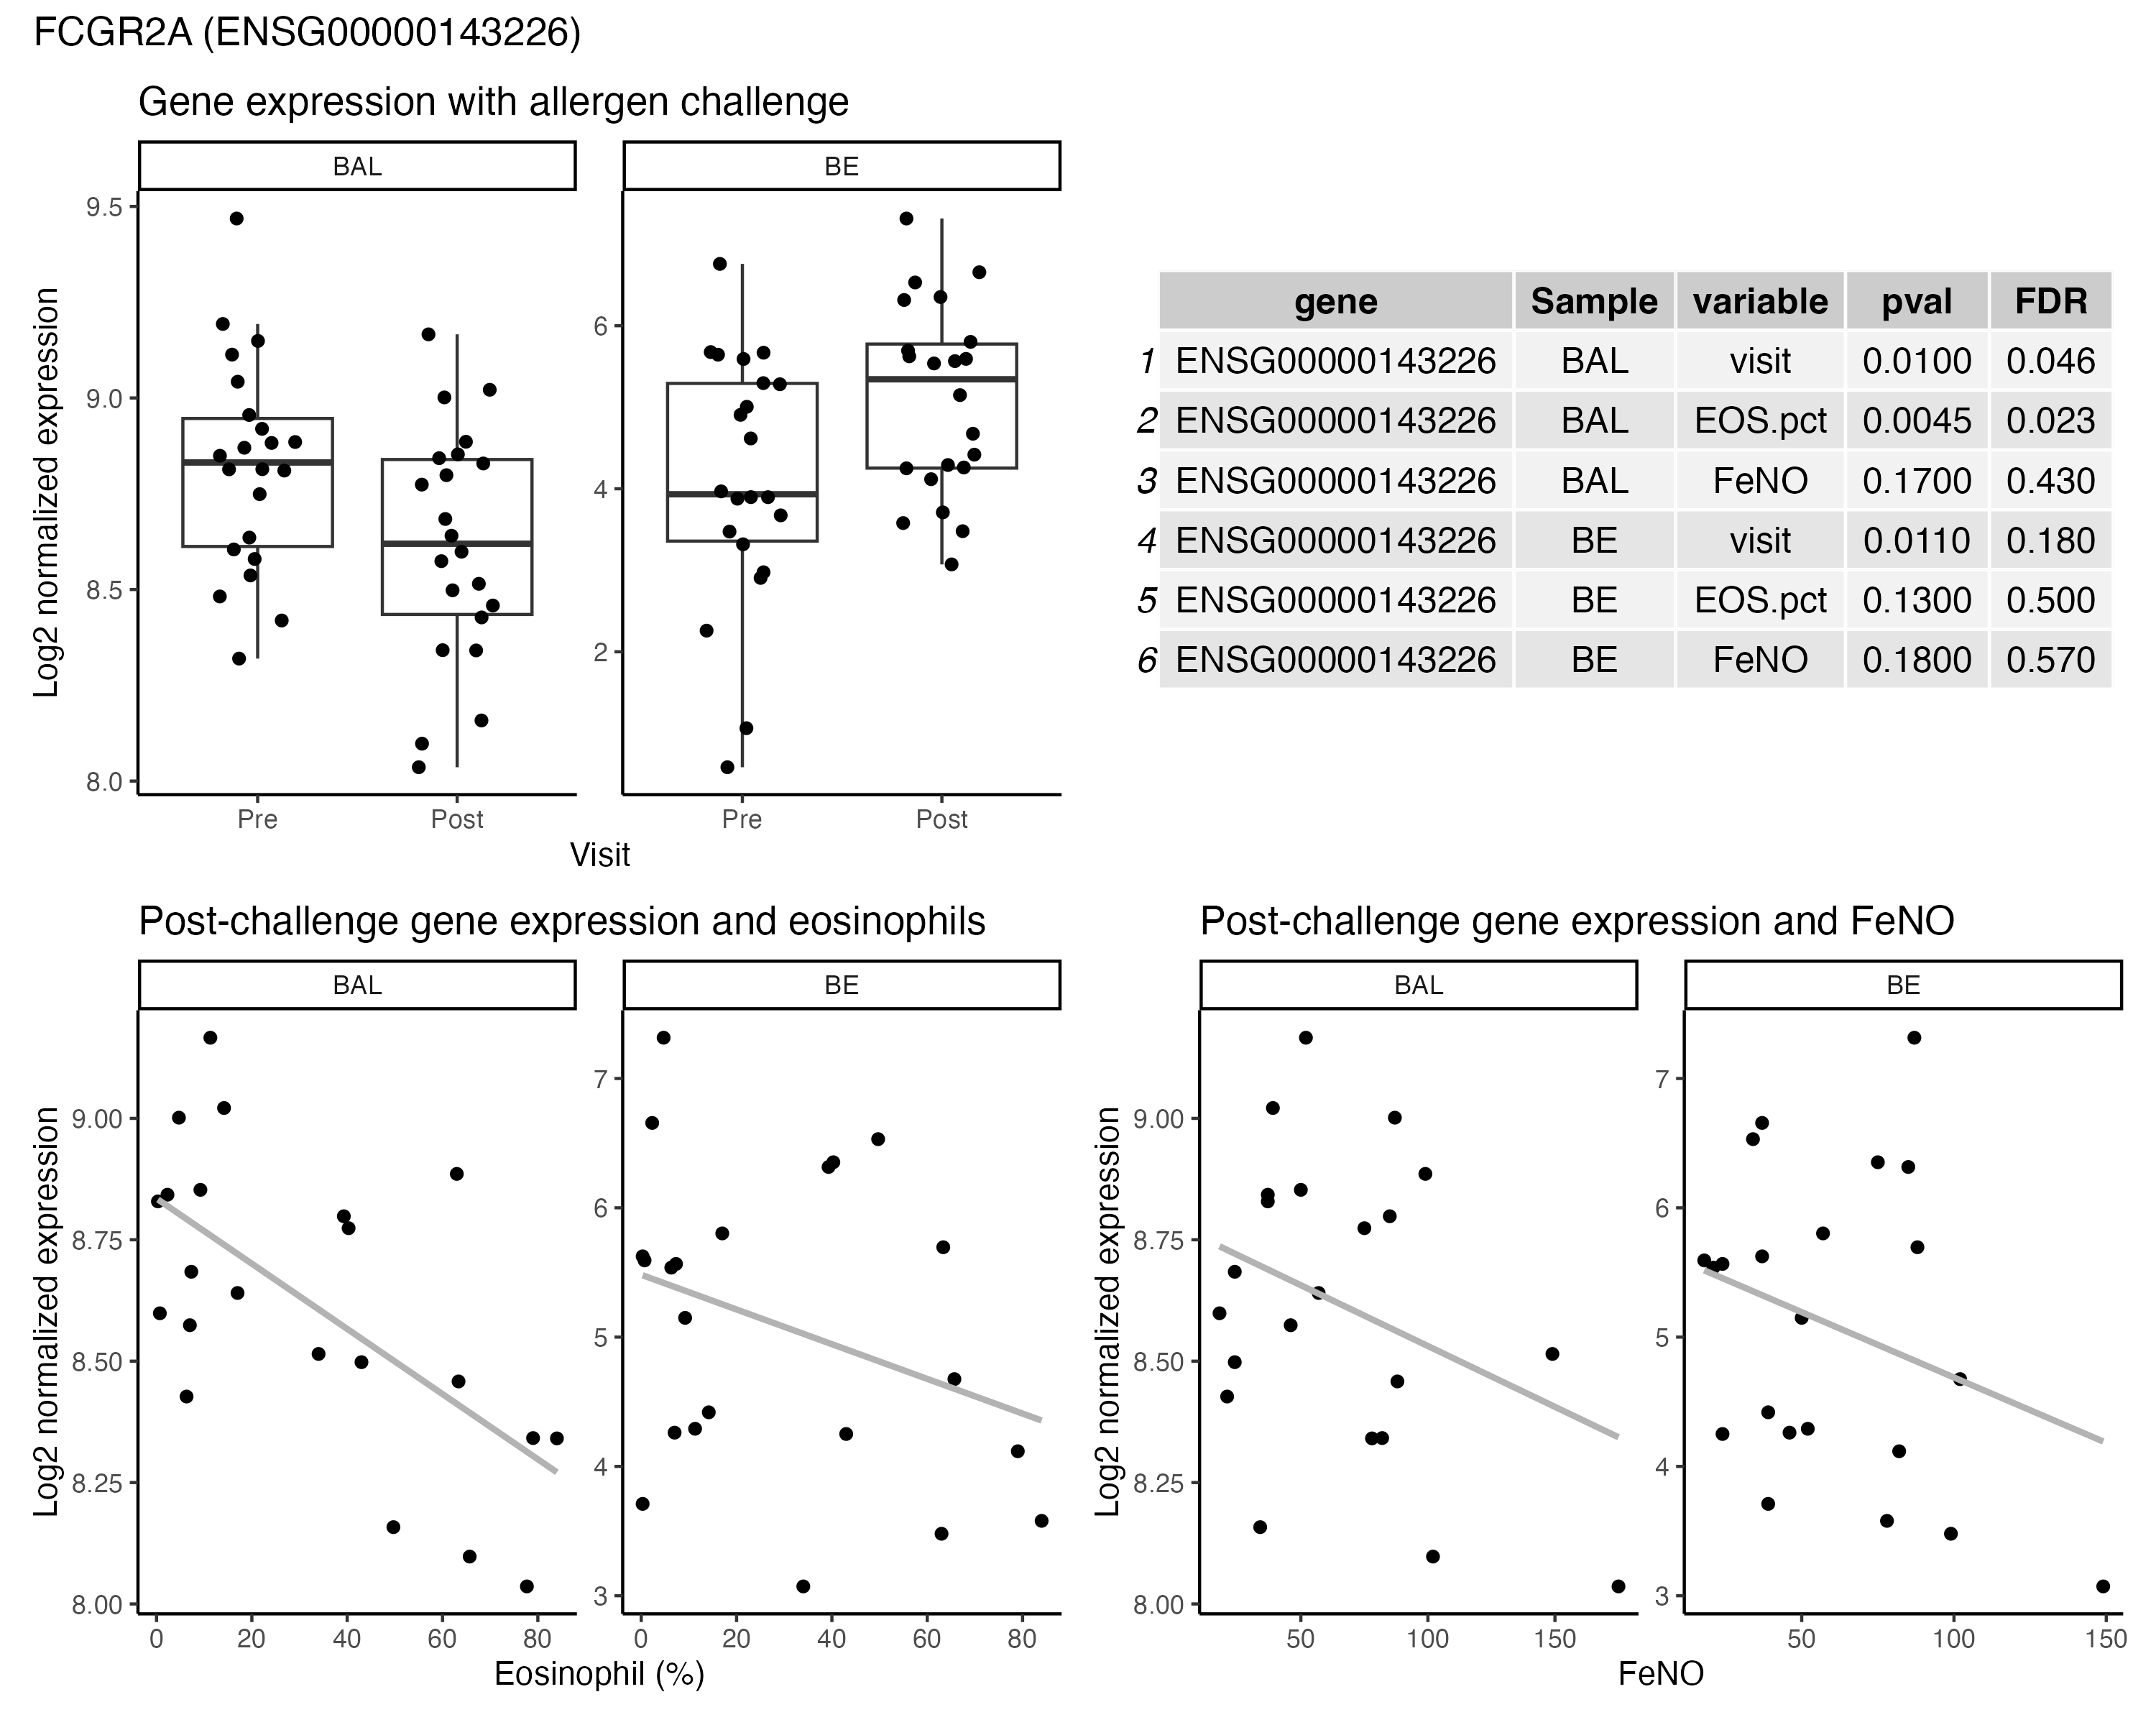 FCGR2A (ENSG00000143226)
Gene expression with allergen challenge
BAL
BE
Log2 normalized expression
9.5
9.0
8.5
8.0
6
4
2
Pre
Post
Pre
Post
Visit
gene Sample variable pval FDR
1 ENSG00000143226 BAL visit 0.0100 0.046
2 ENSG00000143226 BAL EOS.pct 0.0045 0.023
3 ENSG00000143226 BAL FeNO 0.1700 0.430
4 ENSG00000143226 BE visit 0.0110 0.180
5 ENSG00000143226 BE EOS.pct 0.1300 0.500
6 ENSG00000143226 BE FeNO 0.1800 0.570
Post-challenge gene expression and eosinophils
BAL
BE
Log2 normalized expression
9.00
8.75
8.50
8.25
8.00
7
6
5
4
3
0 20 40 60 80
0 20 40 60 80
Eosinophil (%)
Post-challenge gene expression and FeNO
BAL
BE
Log2 normalized expression
9.00
8.75
8.50
8.25
8.00
7
6
5
4
3
50 100 150
50 100 150
FeNO